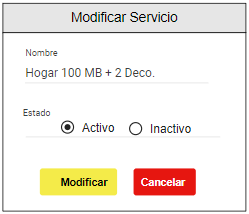 Modificar Servicio
Nombre
Hogar 100 MB + 2 Deco.
Estado
Activo Inactivo
Modificar Cancelar